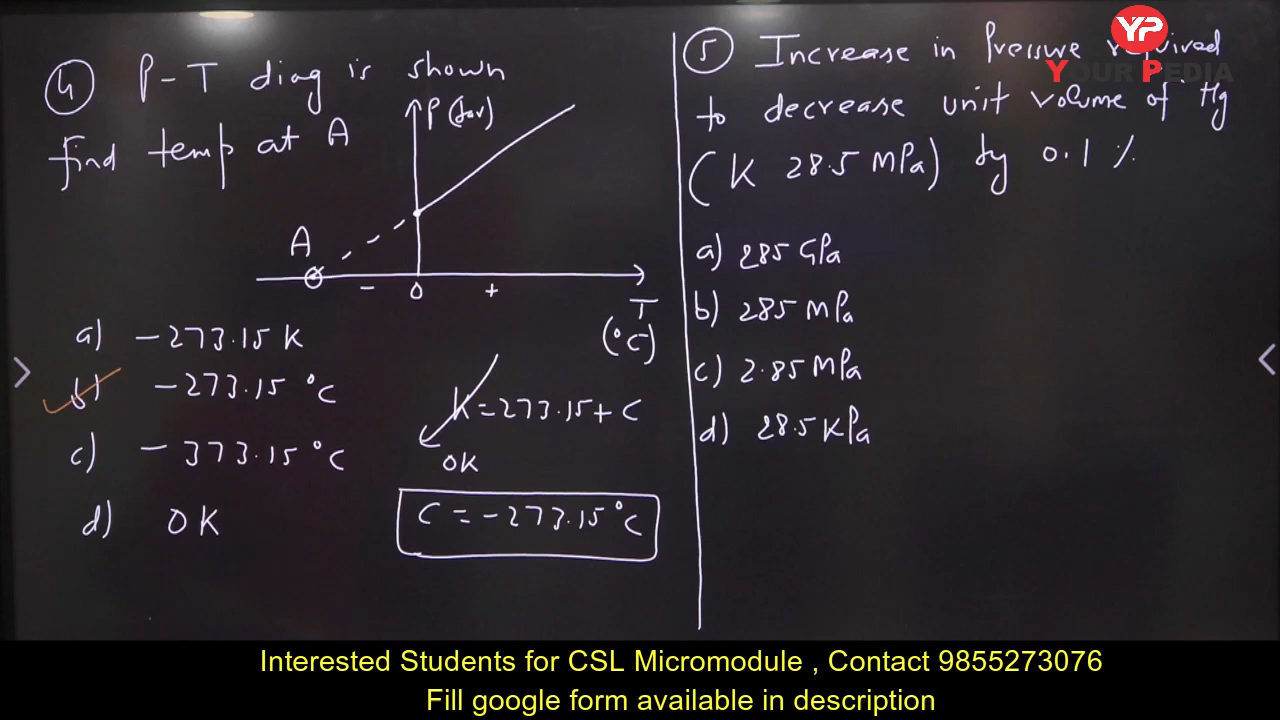 ④ P-T diag is shown
find temp at A
P (bar)
A
- 0 +
T
(°C)
a) -273.15 K
b) -273.15 °C
c) -373.15 °C
d) 0 K
K = 273.15 + C
0K
C = -273.15 °C
⑤ Increase in Pressure required
to decrease unit volume of Hg
(K 28.5 MPa) by 0.1 %
a) 285 GPa
b) 285 MPa
c) 2.85 MPa
d) 28.5 KPa
YP
YOUR PEDIA
Interested Students for CSL Micromodule , Contact 9855273076
Fill google form available in description